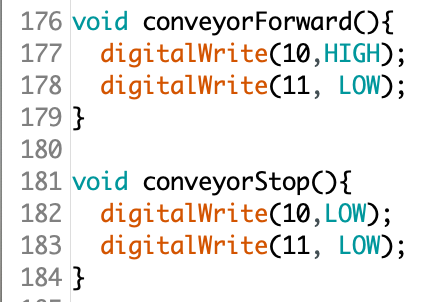 176 void conveyorForward(){
177   digitalWrite(10,HIGH);
178   digitalWrite(11, LOW);
179 }
180
181 void conveyorStop(){
182   digitalWrite(10,LOW);
183   digitalWrite(11, LOW);
184 }